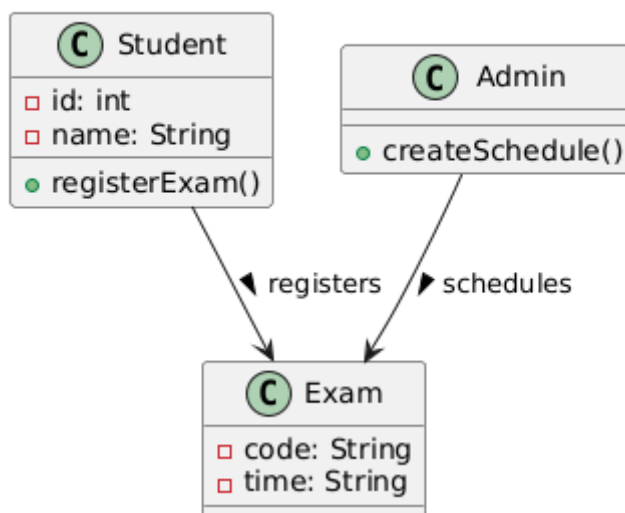 C Student
id: int
name: String
registerExam()
C Admin
createSchedule()
registers
schedules
C Exam
code: String
time: String